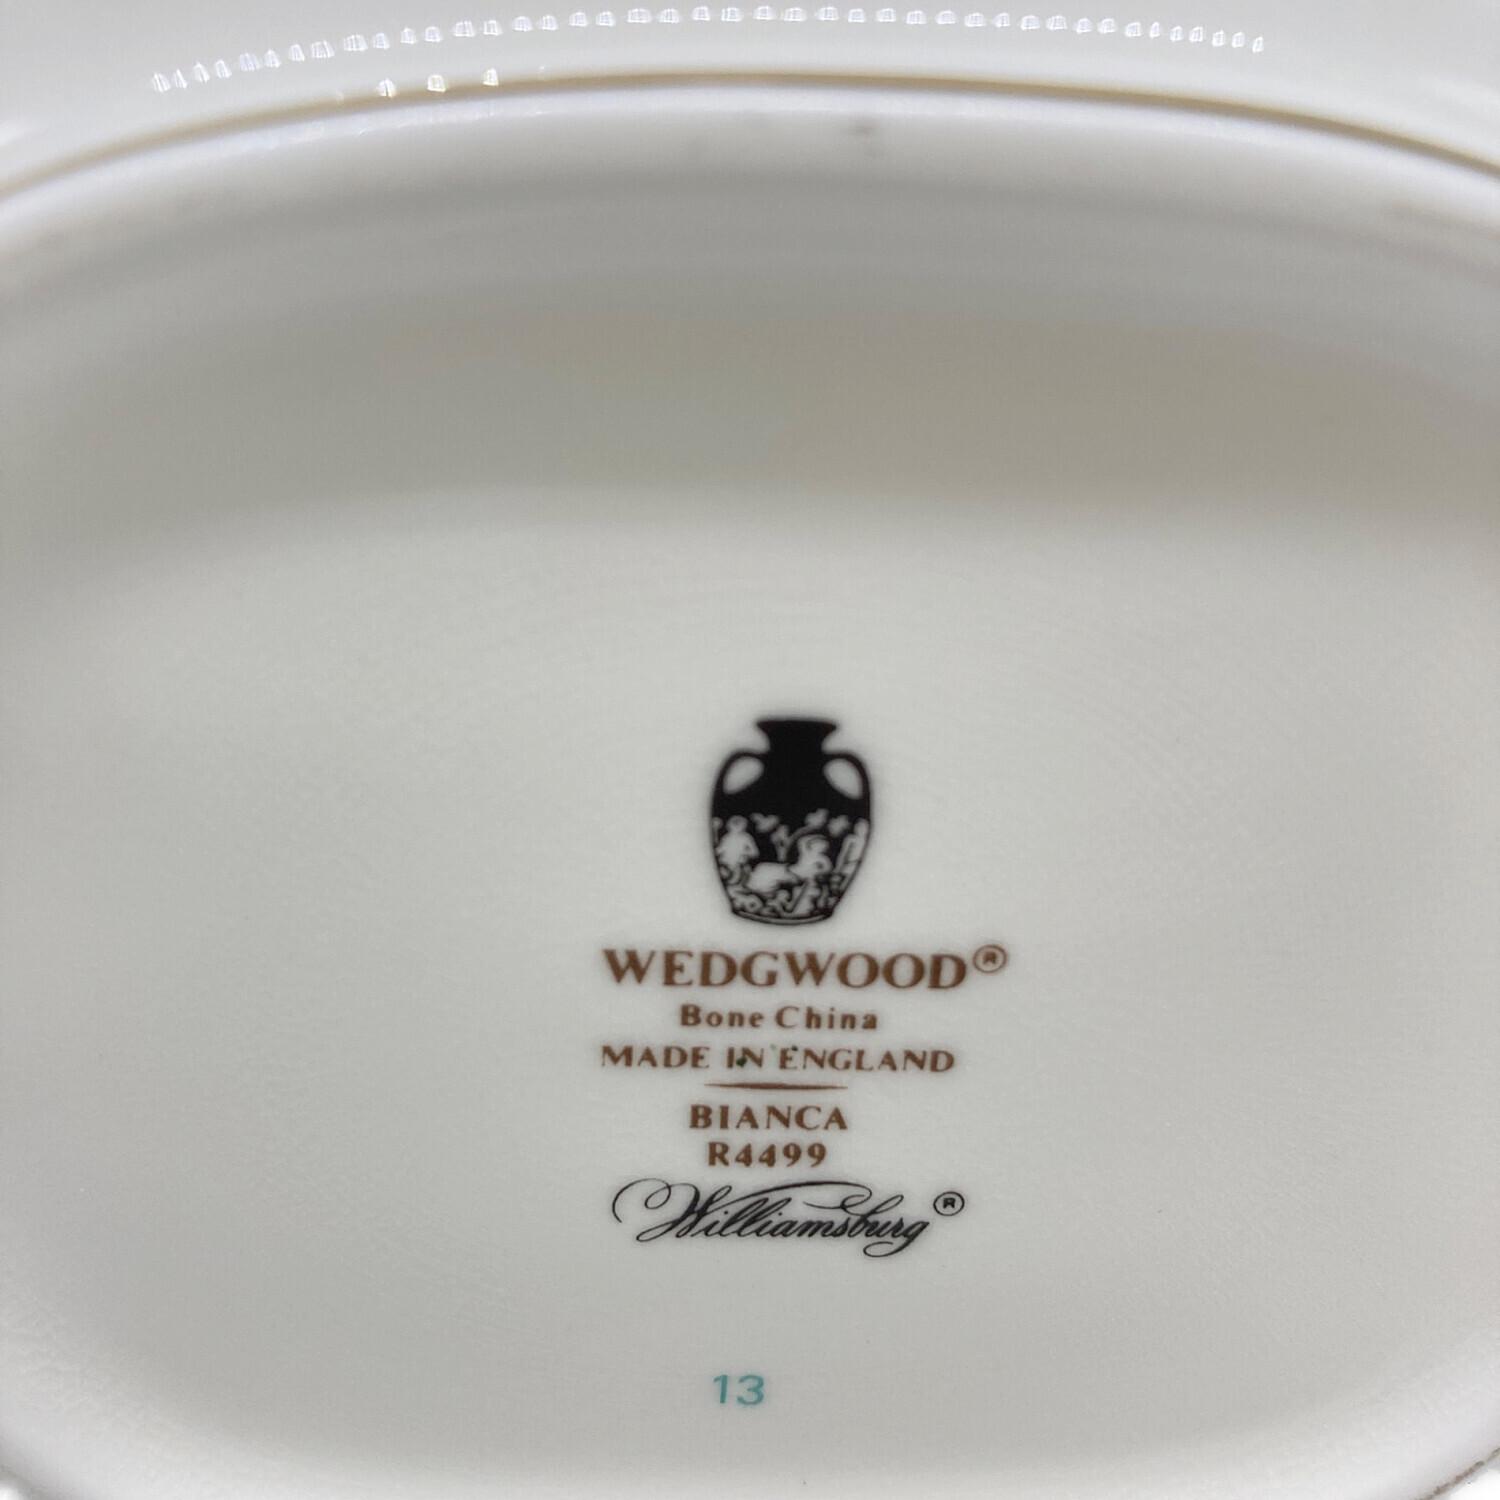 WEDGWOOD®
Bone China
MADE IN ENGLAND
BIANCA
R4499
Williamsburg®
13